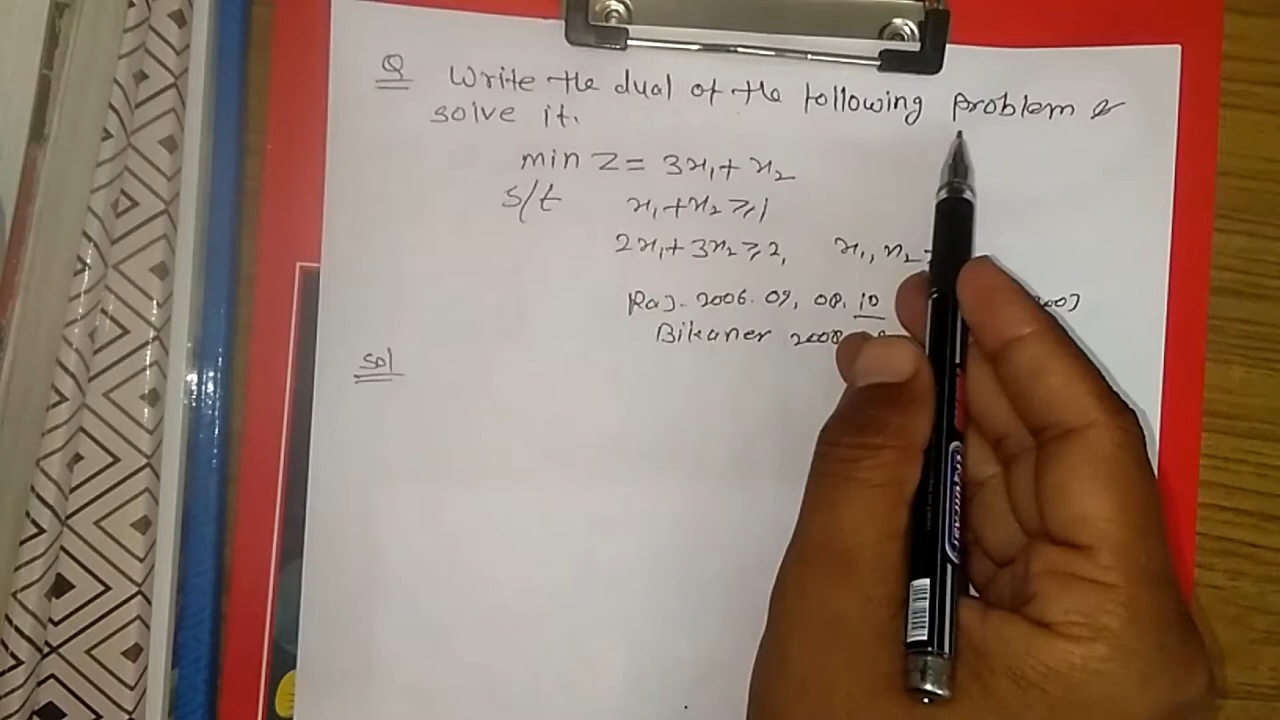 Q Write the dual of the following problem &
solve it.
min Z = 3x₁ + x₂
s/t x₁ + x₂ ≥ 1
2x₁ + 3x₂ ≥ 2, x₁, x₂ ≥
Raj. 2006. 07, 08. 10
Bikaner 2008
Sol